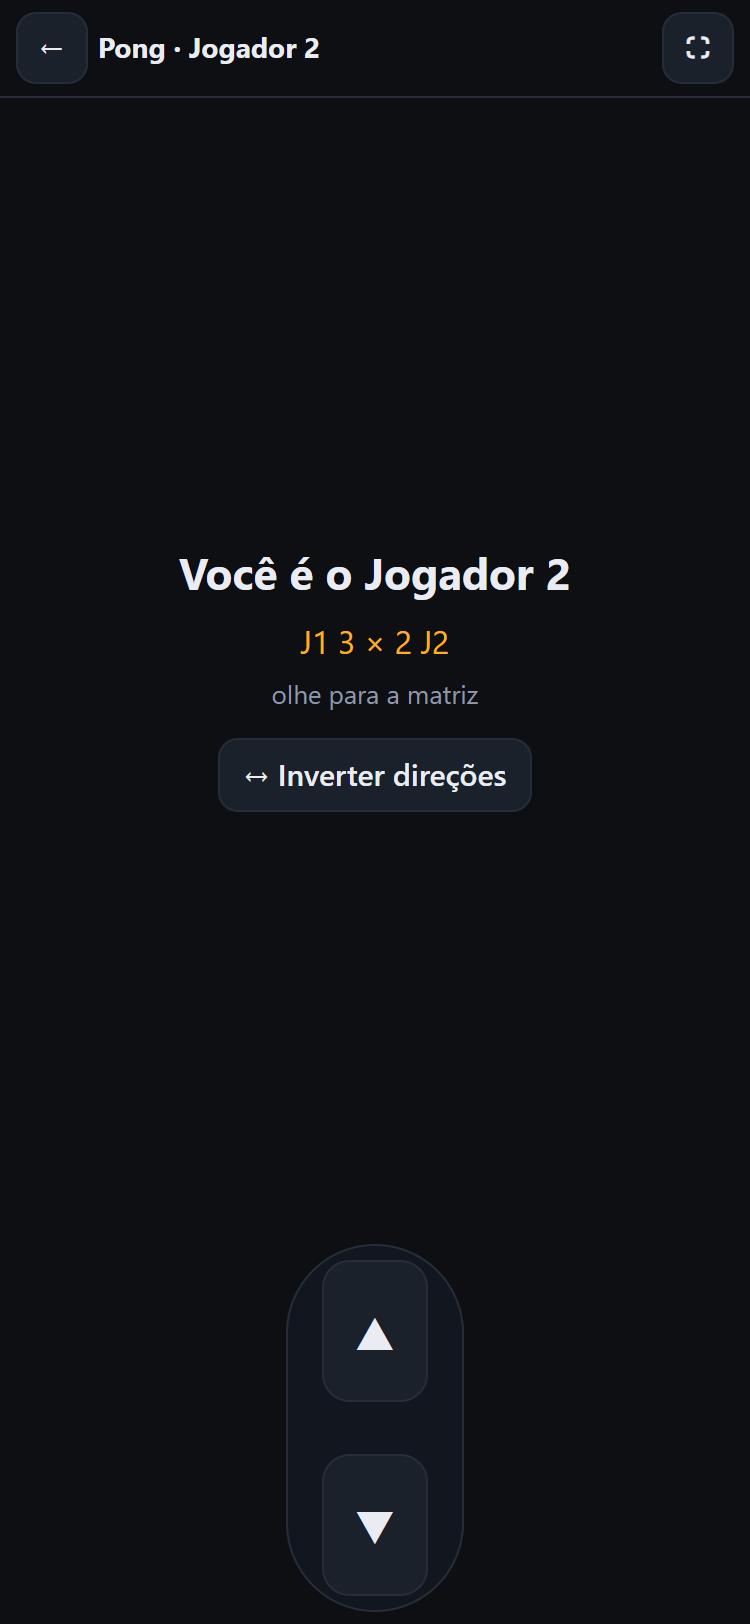 ← Pong · Jogador 2
Você é o Jogador 2
J1 3 × 2 J2
olhe para a matriz
↔ Inverter direções
▲
▼